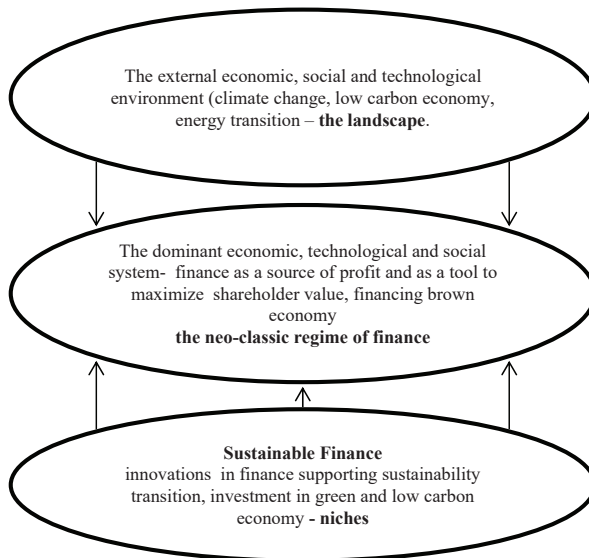 The external economic, social and technological
environment (climate change, low carbon economy,
energy transition – the landscape.
The dominant economic, technological and social
system- finance as a source of profit and as a tool to
maximize shareholder value, financing brown
economy
the neo-classic regime of finance
Sustainable Finance
innovations in finance supporting sustainability
transition, investment in green and low carbon
economy - niches